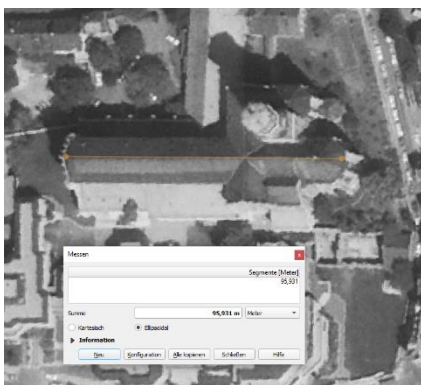 Messen
Segmente [Meter]
95,931
Summe 95,931 m Meter
Kartesisch Ellipsoidal
Information
Neu Konfiguration Alle kopieren Schließen Hilfe